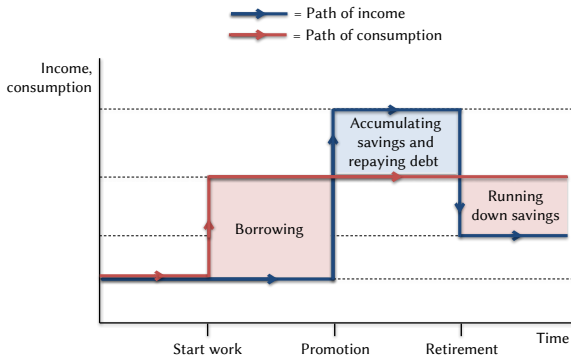 = Path of income
= Path of consumption
Income,
consumption
Accumulating
savings and
repaying debt
Running
down savings
Borrowing
Time
Start work
Promotion
Retirement